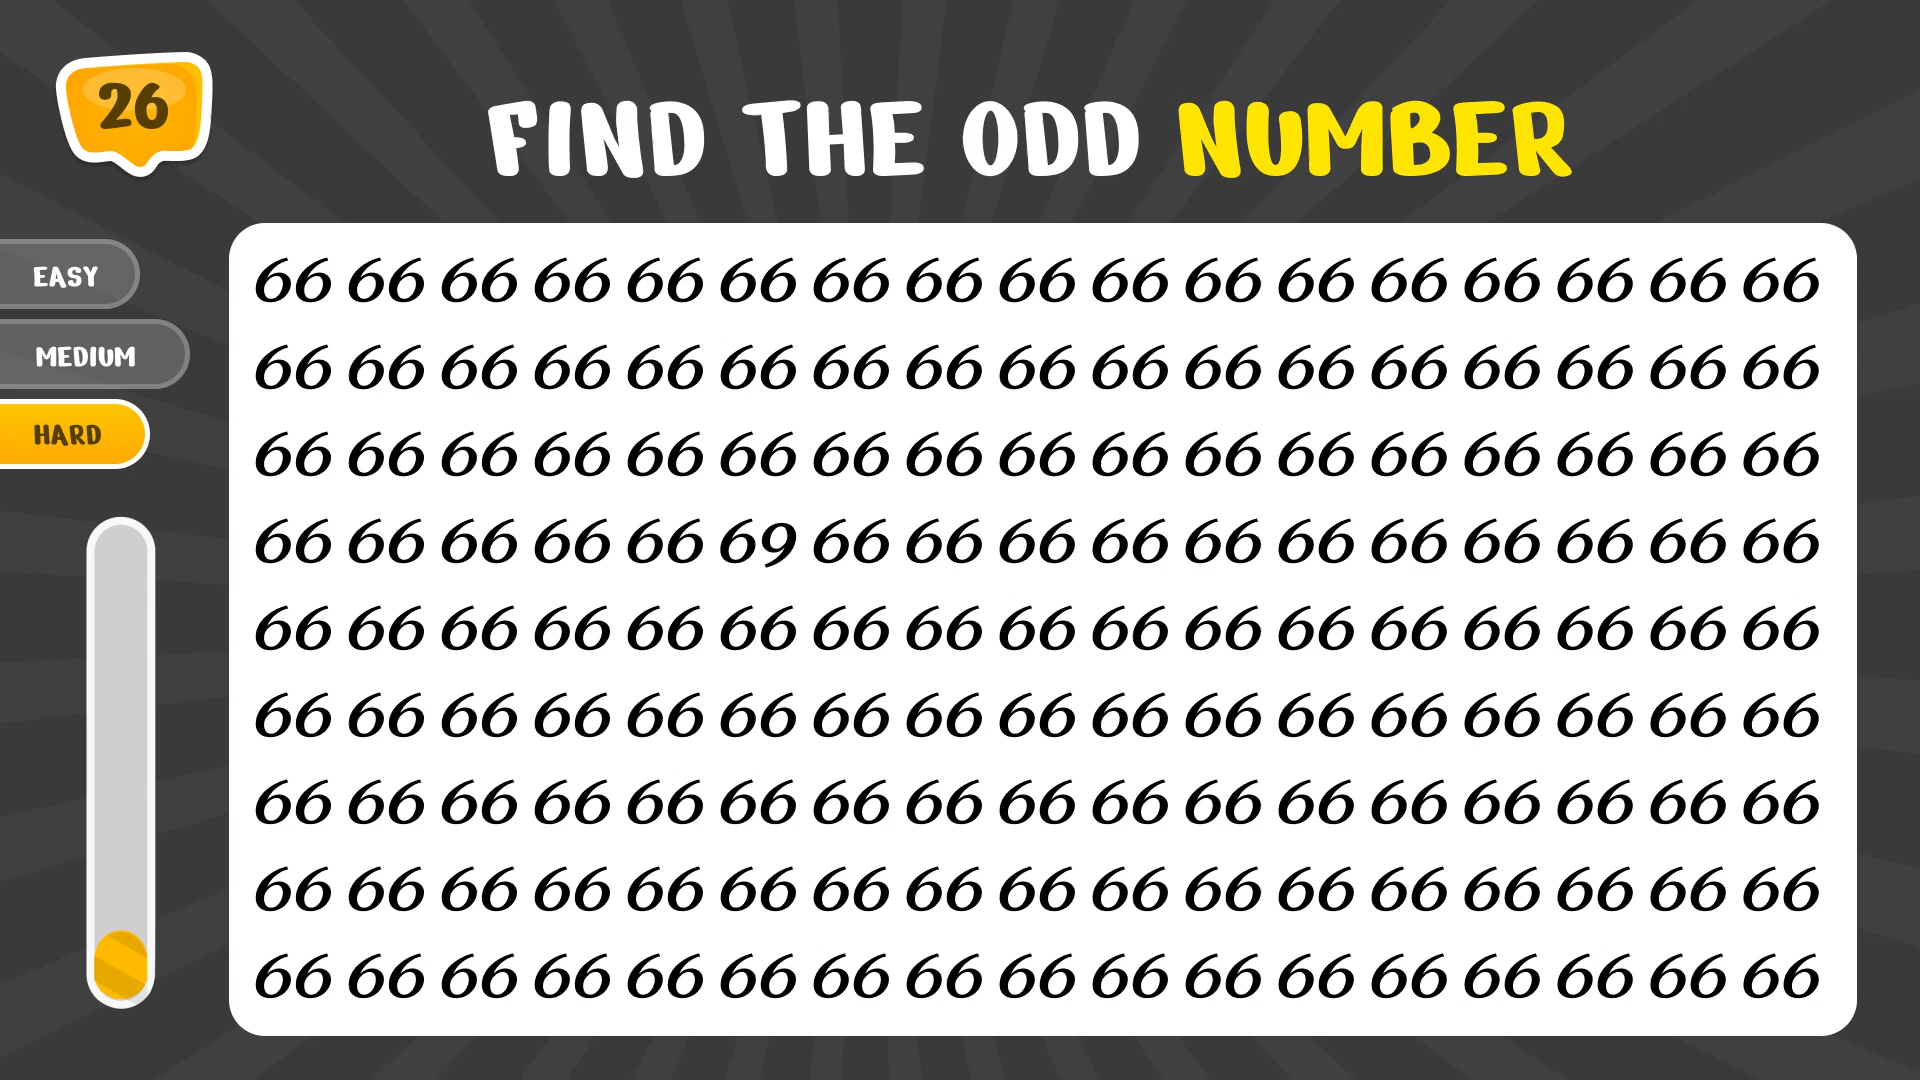 26
FIND THE ODD NUMBER
EASY
MEDIUM
HARD
66 66 66 66 66 66 66 66 66 66 66 66 66 66 66 66 66
66 66 66 66 66 66 66 66 66 66 66 66 66 66 66 66 66
66 66 66 66 66 66 66 66 66 66 66 66 66 66 66 66 66
66 66 66 66 66 69 66 66 66 66 66 66 66 66 66 66 66
66 66 66 66 66 66 66 66 66 66 66 66 66 66 66 66 66
66 66 66 66 66 66 66 66 66 66 66 66 66 66 66 66 66
66 66 66 66 66 66 66 66 66 66 66 66 66 66 66 66 66
66 66 66 66 66 66 66 66 66 66 66 66 66 66 66 66 66
66 66 66 66 66 66 66 66 66 66 66 66 66 66 66 66 66